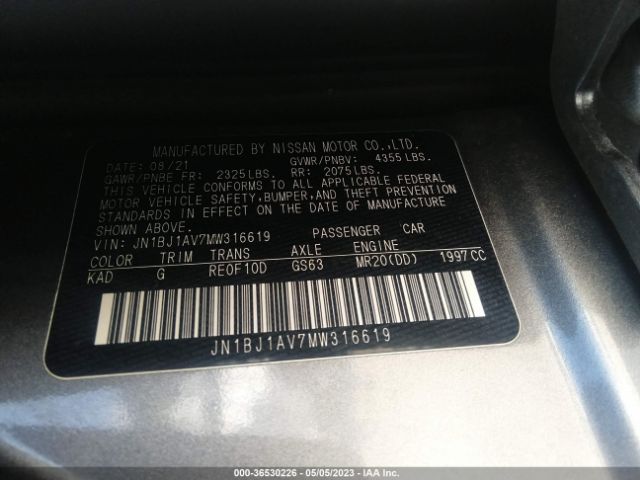 MANUFACTURED BY NISSAN MOTOR CO.,LTD.
DATE: 08/21 GVWR/PNBV: 4355 LBS.
GAWR/PNBE FR: 2325 LBS. RR: 2075 LBS.
THIS VEHICLE CONFORMS TO ALL APPLICABLE FEDERAL
MOTOR VEHICLE SAFETY, BUMPER, AND THEFT PREVENTION
STANDARDS IN EFFECT ON THE DATE OF MANUFACTURE
SHOWN ABOVE.
VIN: JN1BJ1AV7MW316619 PASSENGER CAR
COLOR TRIM TRANS AXLE ENGINE
KAD G RE0F10D GS63 MR20(DD) 1997 CC
JN1BJ1AV7MW316619
000-36530226 - 05/05/2023 - IAA Inc.